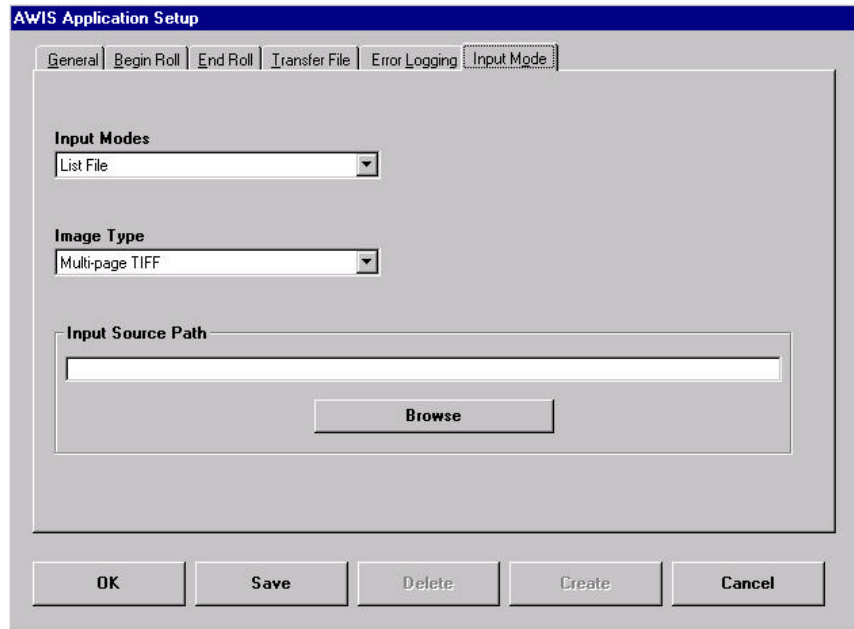 AWIS Application Setup
General Begin Roll End Roll Transfer File Error Logging Input Mode
Input Modes
List File
Image Type
Multi-page TIFF
Input Source Path
Browse
OK Save Delete Create Cancel